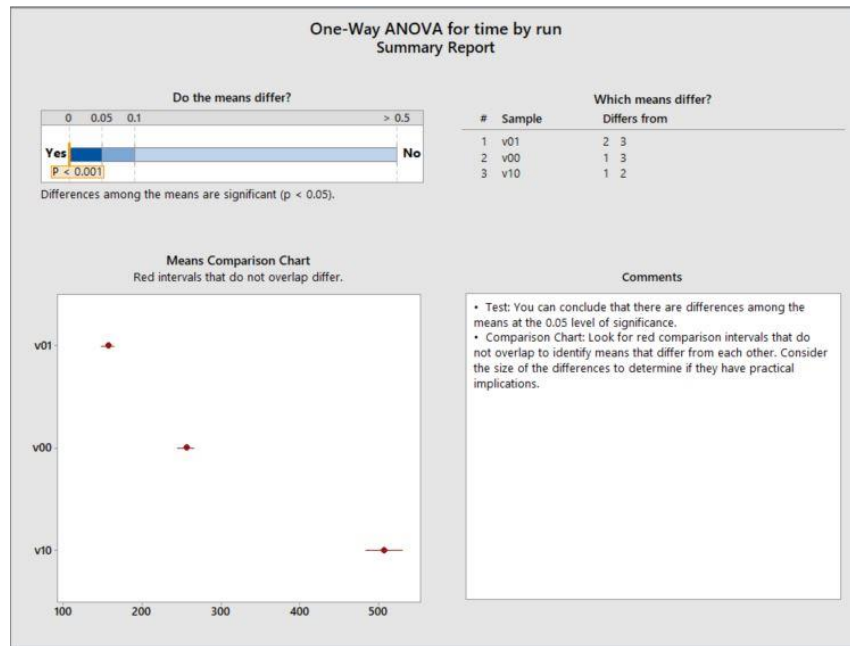 One-Way ANOVA for time by run
Summary Report
Do the means differ?
0 0.05 0.1 > 0.5
Yes No
P < 0.001
Differences among the means are significant (p < 0.05).
Which means differ?
# Sample Differs from
1 v01 2 3
2 v00 1 3
3 v10 1 2
Means Comparison Chart
Red intervals that do not overlap differ.
v01
v00
v10
100 200 300 400 500
Comments
• Test: You can conclude that there are differences among the
means at the 0.05 level of significance.
• Comparison Chart: Look for red comparison intervals that do
not overlap to identify means that differ from each other. Consider
the size of the differences to determine if they have practical
implications.